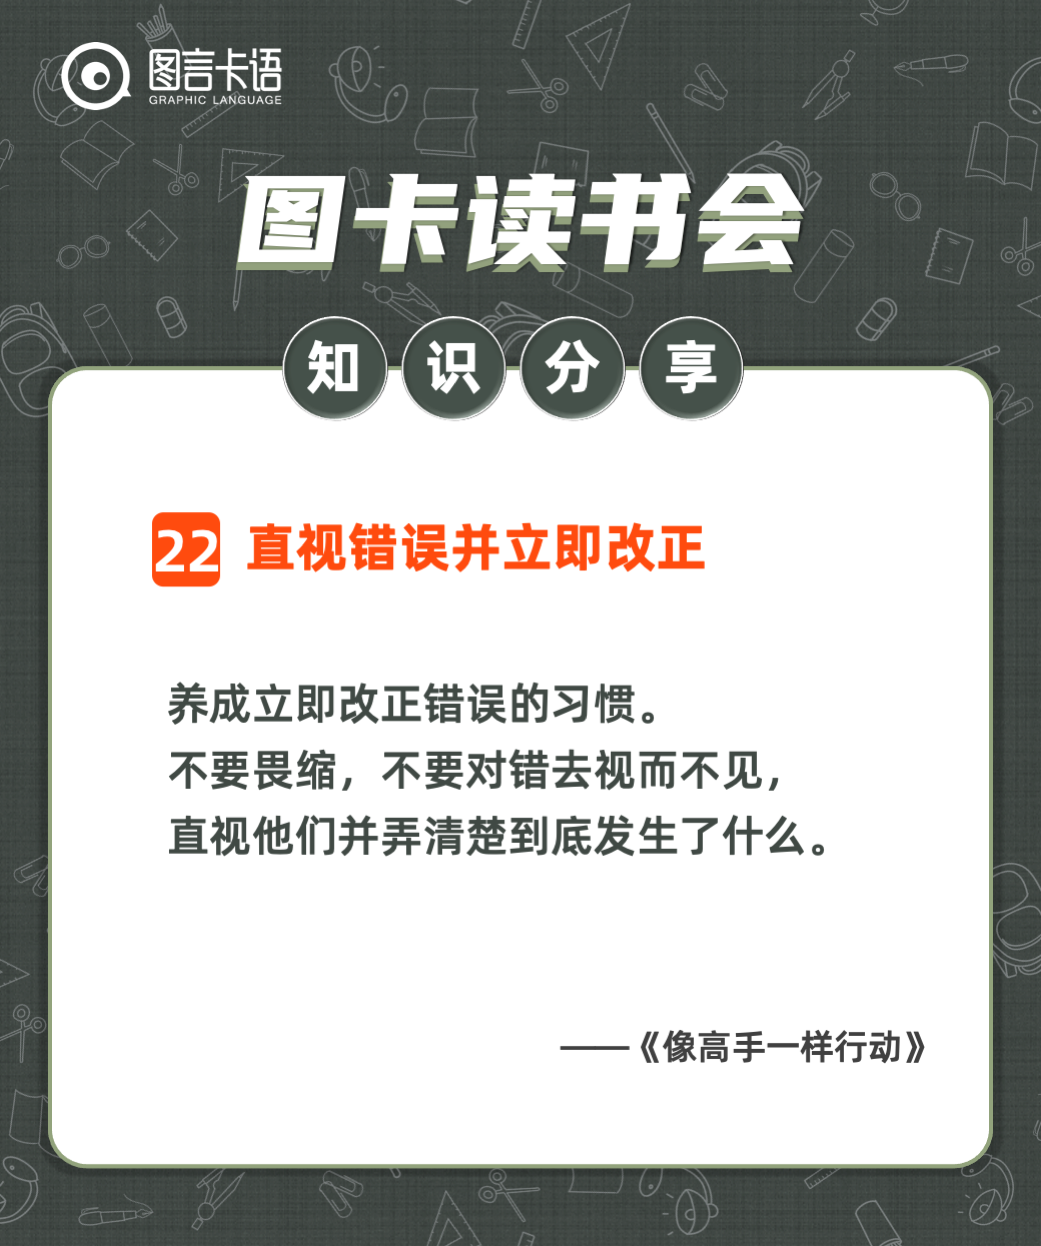 图言卡语
GRAPHIC LANGUAGE
图卡读书会
知识分享
22 直视错误并立即改正
养成立即改正错误的习惯。
不要畏缩，不要对错去视而不见，
直视他们并弄清楚到底发生了什么。
——《像高手一样行动》